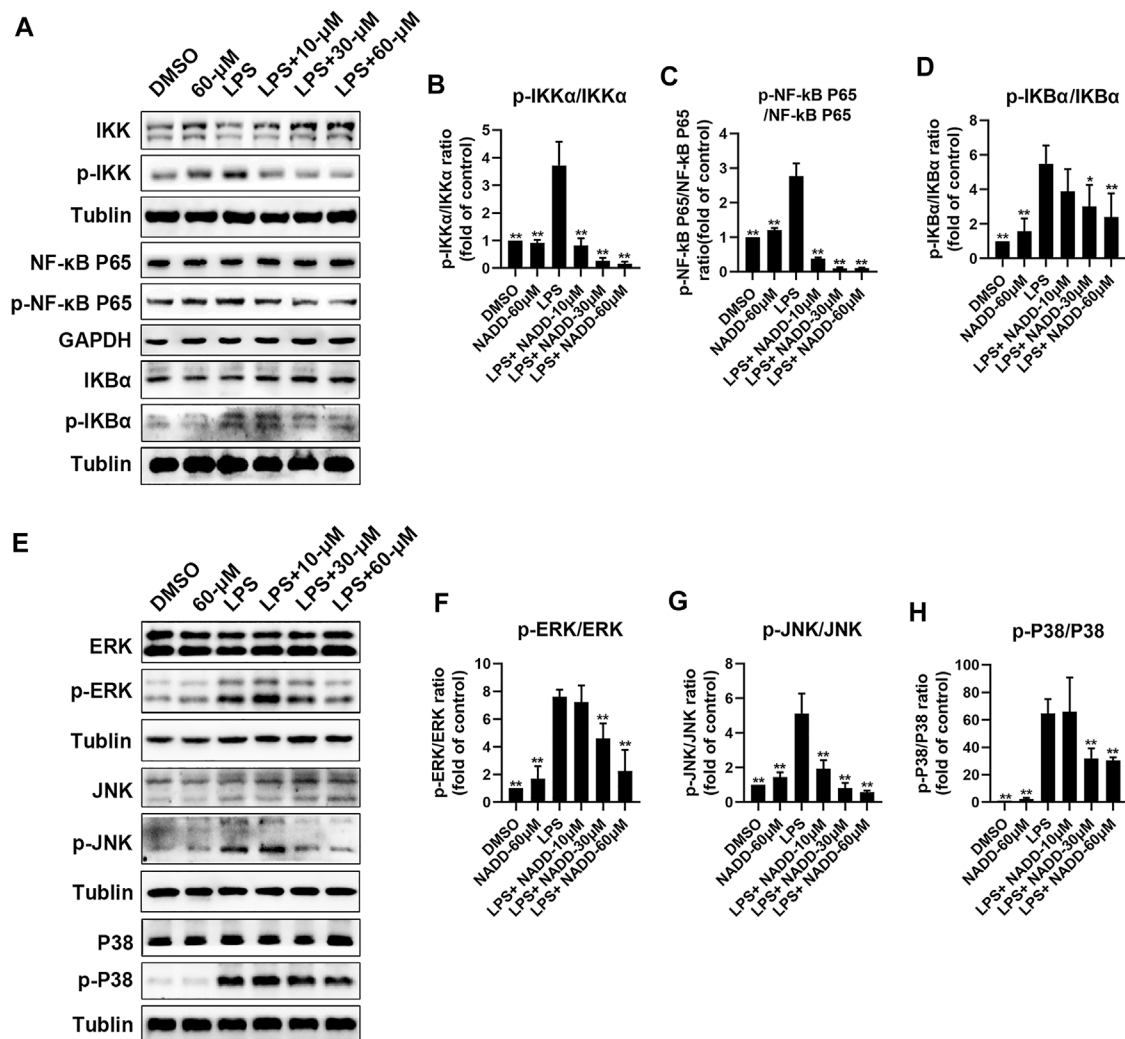 A
DMSO
60-μM
LPS
LPS+10-μM
LPS+30-μM
LPS+60-μM
IKK
p-IKK
Tublin
NF-κB P65
p-NF-κB P65
GAPDH
IKBα
p-IKBα
Tublin
B
p-IKKα/IKKα
p-IKKα/IKKα ratio
(fold of control)
5
4
3
2
1
0
**
**
**
**
**
DMSO
NADD-60μM
LPS
LPS+ NADD-10μM
LPS+ NADD-30μM
LPS+ NADD-60μM
C
p-NF-kB P65
/NF-kB P65
p-NF-kB P65/NF-kB P65
ratio(fold of control)
4
3
2
1
0
**
**
**
**
**
DMSO
NADD-60μM
LPS
LPS+ NADD-10μM
LPS+ NADD-30μM
LPS+ NADD-60μM
D
p-IKBα/IKBα
p-IKBα/IKBα ratio
(fold of control)
8
6
4
2
0
**
**
*
**
DMSO
NADD-60μM
LPS
LPS+ NADD-10μM
LPS+ NADD-30μM
LPS+ NADD-60μM
E
DMSO
60-μM
LPS
LPS+10-μM
LPS+30-μM
LPS+60-μM
ERK
p-ERK
Tublin
JNK
p-JNK
Tublin
P38
p-P38
Tublin
F
p-ERK/ERK
p-ERK/ERK ratio
(fold of control)
10
8
6
4
2
0
**
**
**
**
DMSO
NADD-60μM
LPS
LPS+ NADD-10μM
LPS+ NADD-30μM
LPS+ NADD-60μM
G
p-JNK/JNK
p-JNK/JNK ratio
(fold of control)
8
6
4
2
0
**
**
**
**
**
DMSO
NADD-60μM
LPS
LPS+ NADD-10μM
LPS+ NADD-30μM
LPS+ NADD-60μM
H
p-P38/P38
p-P38/P38 ratio
(fold of control)
100
80
60
40
20
0
**
**
**
**
DMSO
NADD-60μM
LPS
LPS+ NADD-10μM
LPS+ NADD-30μM
LPS+ NADD-60μM